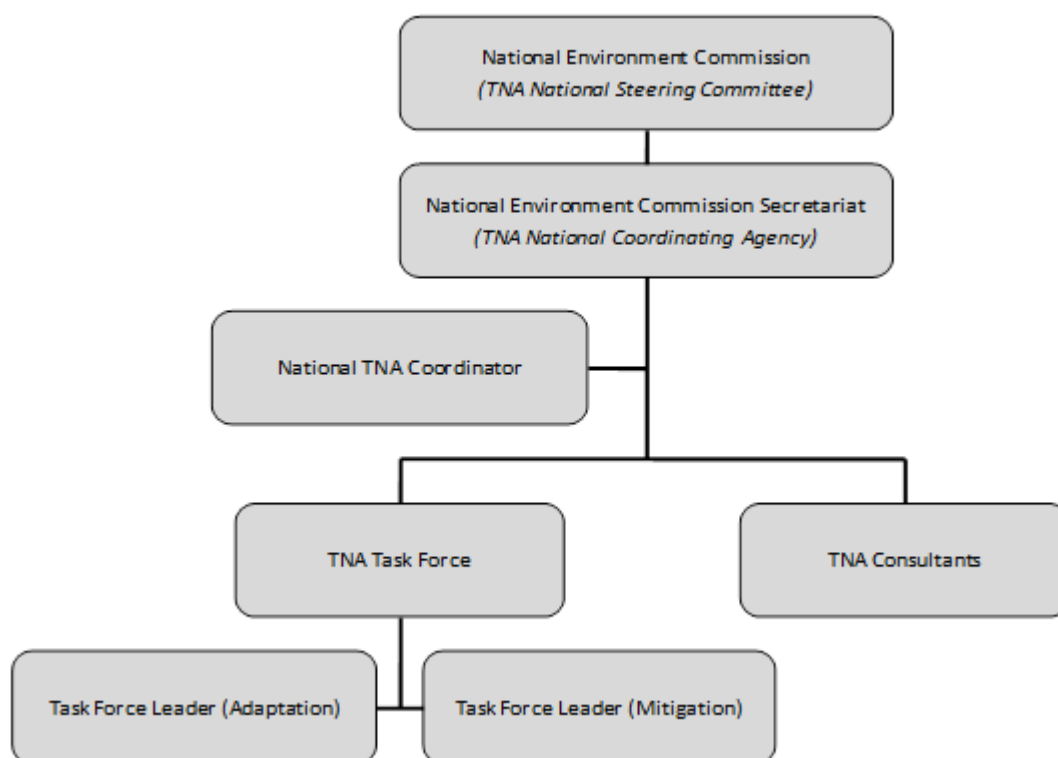 National Environment Commission
(TNA National Steering Committee)
National Environment Commission Secretariat
(TNA National Coordinating Agency)
National TNA Coordinator
TNA Task Force
TNA Consultants
Task Force Leader (Adaptation)
Task Force Leader (Mitigation)